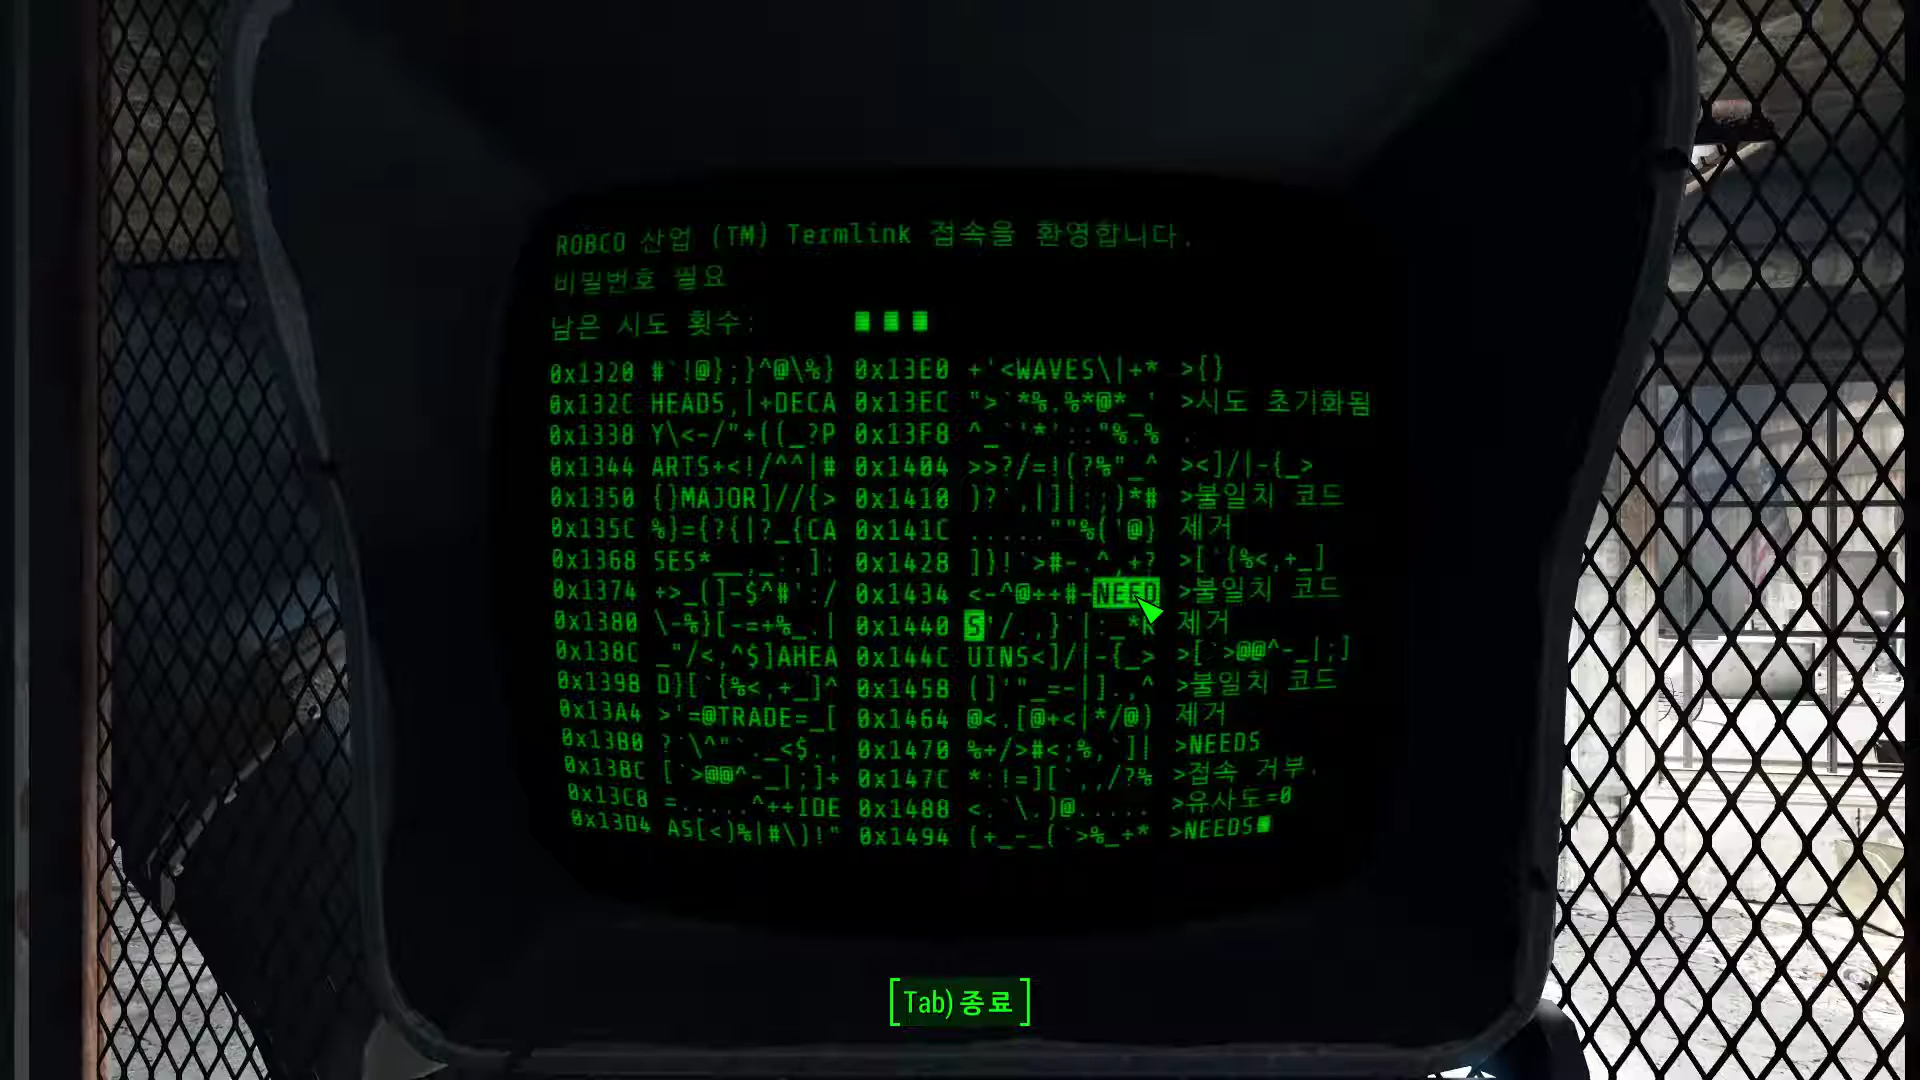 ROBCO 산업 (TM) Termlink 접속을 환영합니다.
비밀번호 필요
남은 시도 횟수:
0x1320 #`!@};}^@\%} 0x13E0 +'<WAVES\|+* >{}
0x132C HEADS,|+DECA 0x13EC ">`*%.%*@*_' >시도 초기화됨
0x1338 Y\<-/"+((_?P 0x13F8 ^_`'*'::"%.% .
0x1344 ARTS+<!/^^|# 0x1404 >>?/=!(?%"_^ ><]/|-{_>
0x1350 {}MAJOR]//{> 0x1410 )?`,|]|:;)*# >불일치 코드
0x135C %}={?{|?_{CA 0x141C .....""%('@} 제거
0x1368 SES*__,_:.]: 0x1428 ]}!`>#-.^,+? >[`{%<,+_]
0x1374 +>_(]-$^#':/ 0x1434 <-^@++#-NEED >불일치 코드
0x1380 \-%}[-=+%_.| 0x1440 S'/.,}`|:_*R 제거
0x138C _"/<,^$]AHEA 0x144C UINS<]/|-{_> >[`>@@^-_|;]
0x1398 D}[`{%<,+_]^ 0x1458 (]'"_=-|].,^ >불일치 코드
0x13A4 >'=@TRADE=_[ 0x1464 @<.[@+<|*/@) 제거
0x13B0 ?`\^"`._<$., 0x1470 %+/>#<;%,`]| >NEEDS
0x13BC [`>@@^-_|;]+ 0x147C *:!=][`,,/?% >접속 거부.
0x13C8 =.....^++IDE 0x1488 <.`\.)@..... >유사도=0
0x13D4 AS[<)%|#\)!" 0x1494 (+_-_(`>%_+* >NEEDS
Tab) 종료